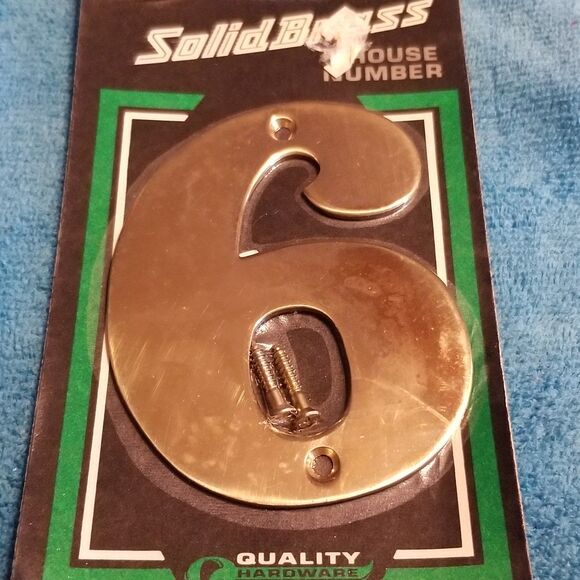 Solid Brass
HOUSE
NUMBER
6
QUALITY
HARDWARE